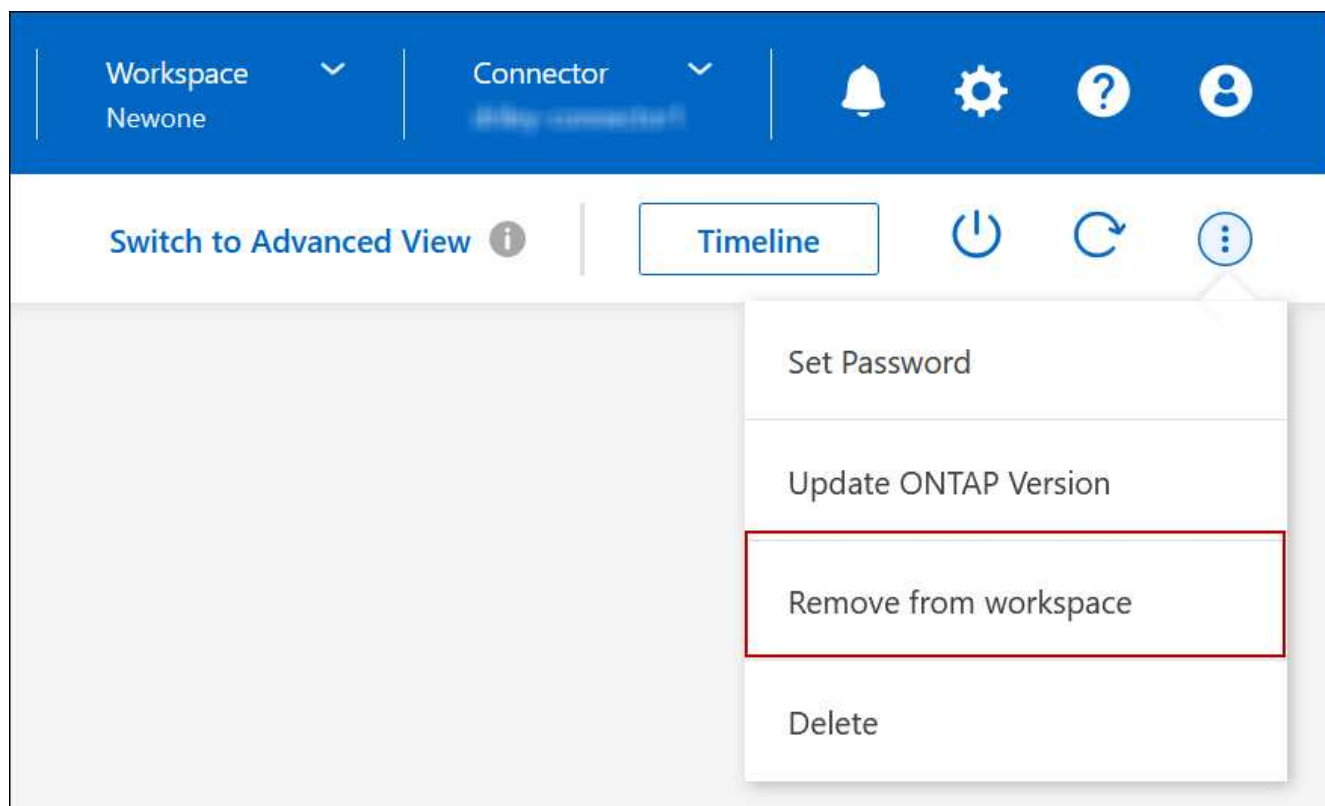 Workspace
Newone
Connector
Switch to Advanced View
Timeline
Set Password
Update ONTAP Version
Remove from workspace
Delete